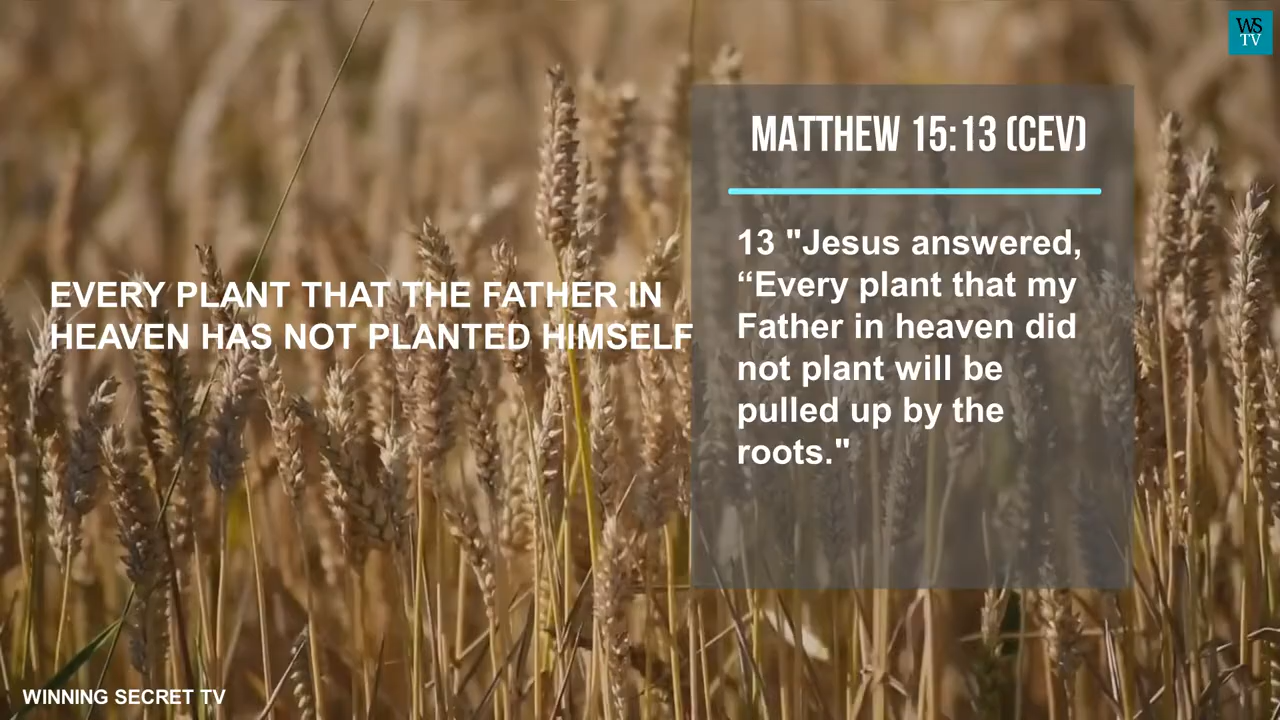 WS
TV
MATTHEW 15:13 (CEV)
EVERY PLANT THAT THE FATHER IN
HEAVEN HAS NOT PLANTED HIMSELF
13 "Jesus answered,
“Every plant that my
Father in heaven did
not plant will be
pulled up by the
roots."
WINNING SECRET TV